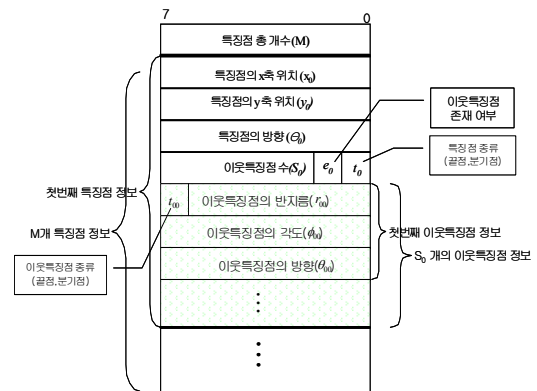 7 0
특징점 총 개수(M)
특징점의 x축 위치(x₀)
특징점의 y축 위치(y₀)
특징점의 방향(Θ₀)
이웃특징점 수(S₀) e₀ t₀
이웃특징점
존재 여부
특징점 종류
(끝점,분기점)
첫번째 특징점 정보
t₀₀ 이웃특징점의 반지름(r₀₀)
이웃특징점의 각도(ϕ₀₀)
이웃특징점의 방향(θ₀₀)
첫번째 이웃특징점 정보
S₀ 개의 이웃특징점 정보
M개 특징점 정보
이웃특징점 종류
(끝점,분기점)